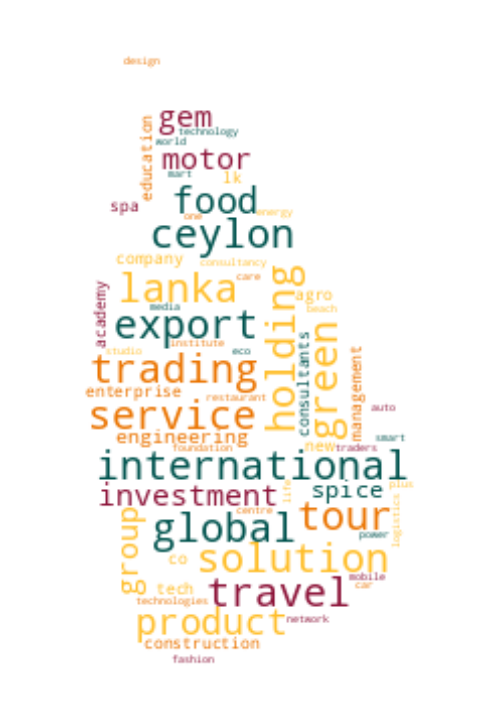 design
gem
technology
education
world
motor
mart
lk
spa
food
one
energy
ceylon
company
consultancy
care
lanka
holding
agro
academy
media
beach
export
green
consultants
institute
studio
eco
management
trading
enterprise
restaurant
auto
service
engineering
smart
foundation
new
traders
international
life
plus
investment
spice
logistics
group
centre
tour
global
power
co
solution
mobile
tech
travel
car
technologies
product
network
construction
fashion